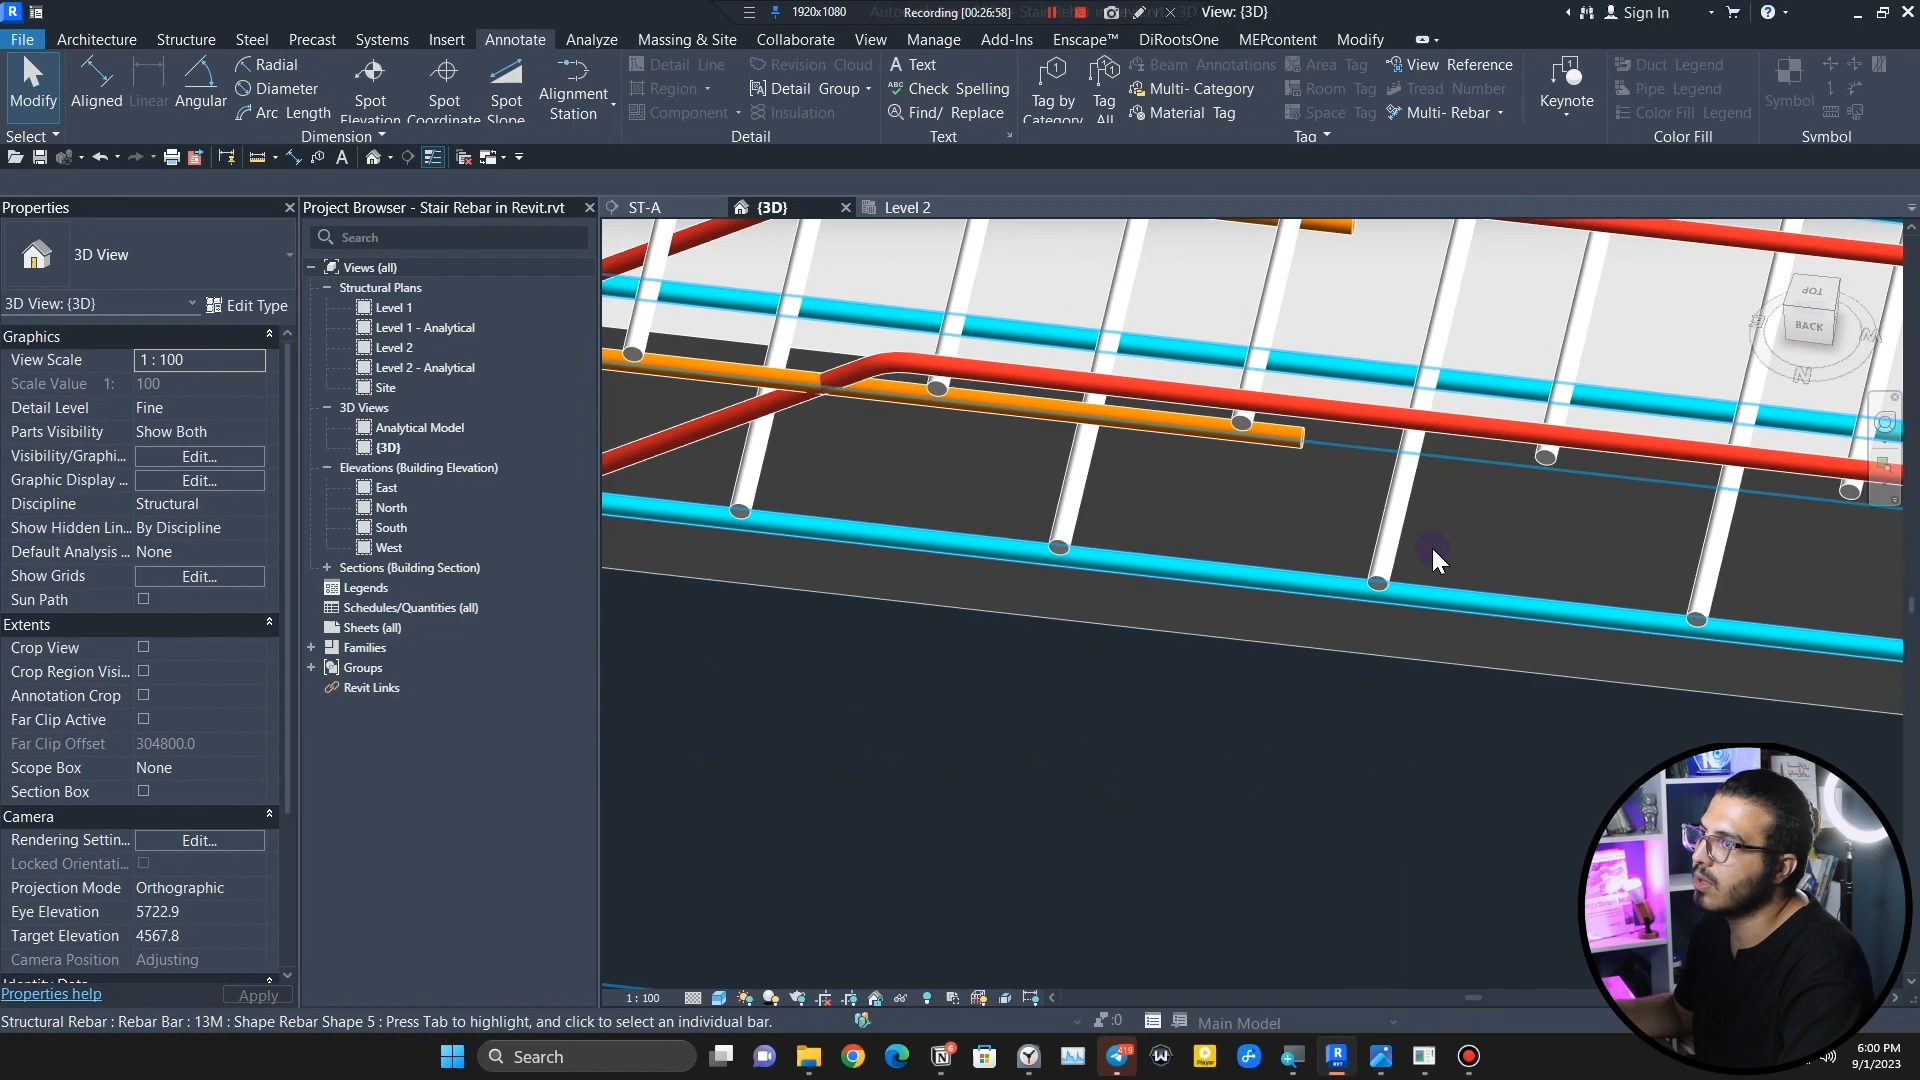 1920x1080
Recording [00:26:58]
View: {3D}
Sign In
File
Architecture
Structure
Steel
Precast
Systems
Insert
Annotate
Analyze
Massing & Site
Collaborate
View
Manage
Add-Ins
Enscape™
DiRootsOne
MEPcontent
Modify
Modify
Aligned
Linear
Angular
Radial
Diameter
Arc Length
Spot Elevation
Spot Coordinate
Spot Slope
Alignment Station
Detail Line
Region
Component
Revision Cloud
Detail Group
Insulation
Text
Check Spelling
Find/ Replace
Tag by Category
Tag All
Beam Annotations
Multi- Category
Material Tag
Area Tag
Room Tag
Space Tag
View Reference
Tread Number
Multi- Rebar
Keynote
Duct Legend
Pipe Legend
Color Fill Legend
Symbol
Select
Dimension
Detail
Text
Tag
Color Fill
Symbol
Properties
3D View
3D View: {3D}
Edit Type
Graphics
View Scale 1 : 100
Scale Value 1: 100
Detail Level Fine
Parts Visibility Show Both
Visibility/Graphi... Edit...
Graphic Display ... Edit...
Discipline Structural
Show Hidden Lin... By Discipline
Default Analysis ... None
Show Grids Edit...
Sun Path
Extents
Crop View
Crop Region Visi...
Annotation Crop
Far Clip Active
Far Clip Offset 304800.0
Scope Box None
Section Box
Camera
Rendering Settin... Edit...
Locked Orientati...
Projection Mode Orthographic
Eye Elevation 5722.9
Target Elevation 4567.8
Camera Position Adjusting
Identity Data
Properties help
Apply
Project Browser - Stair Rebar in Revit.rvt
Search
Views (all)
Structural Plans
Level 1
Level 1 - Analytical
Level 2
Level 2 - Analytical
Site
3D Views
Analytical Model
{3D}
Elevations (Building Elevation)
East
North
South
West
Sections (Building Section)
Legends
Schedules/Quantities (all)
Sheets (all)
Families
Groups
Revit Links
ST-A
{3D}
Level 2
TOP
BACK
1 : 100
Structural Rebar : Rebar Bar : 13M : Shape Rebar Shape 5 : Press Tab to highlight, and click to select an individual bar.
:0
Main Model
Search
6:00 PM
9/1/2023